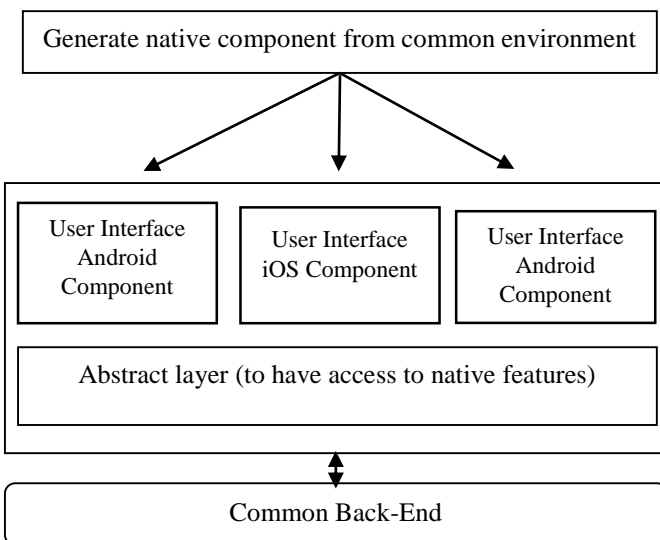 Generate native component from common environment
User Interface
Android
Component
User Interface
iOS Component
User Interface
Android
Component
Abstract layer (to have access to native features)
Common Back-End